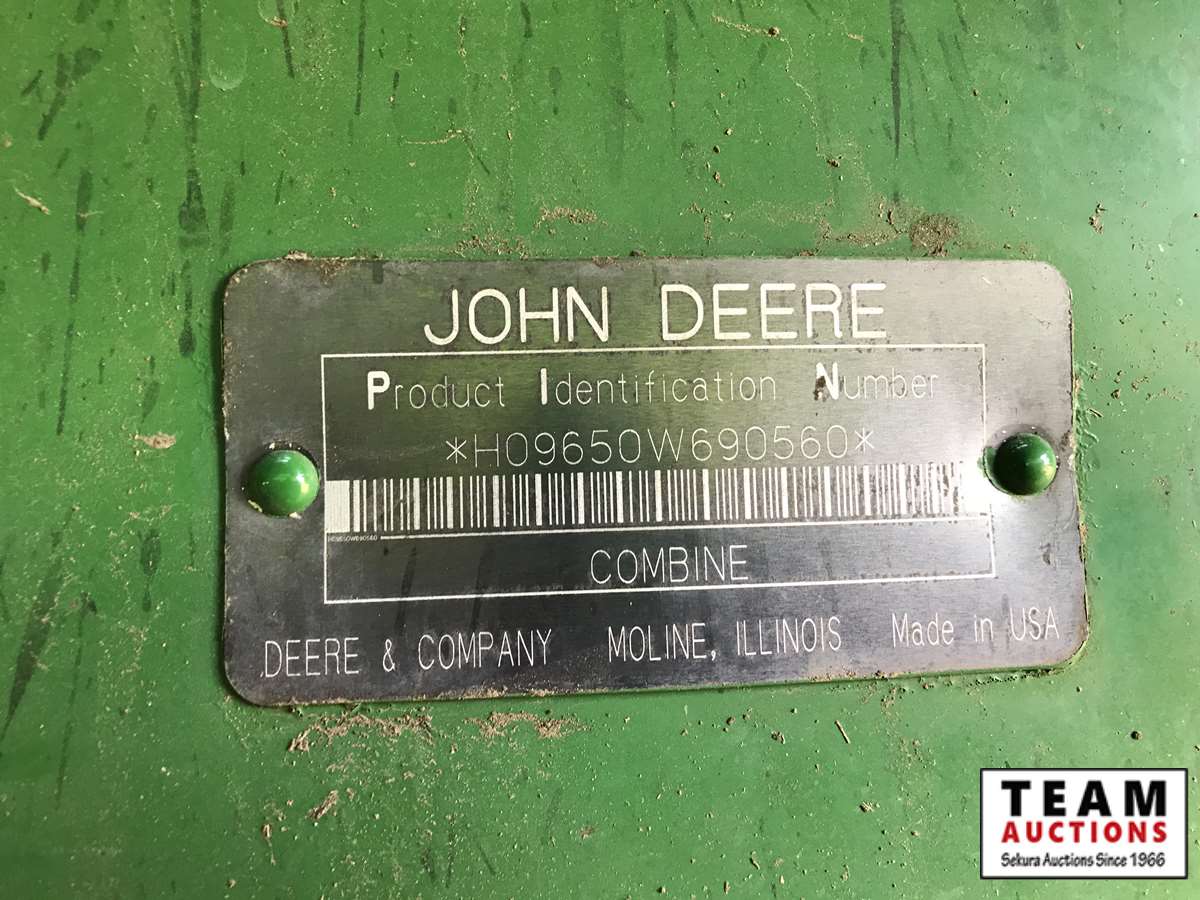 JOHN DEERE
Product Identification Number
*H09650W690560*
H09650W690560
COMBINE
DEERE & COMPANY MOLINE, ILLINOIS Made in USA
TEAM
AUCTIONS
Sekura Auctions Since 1966